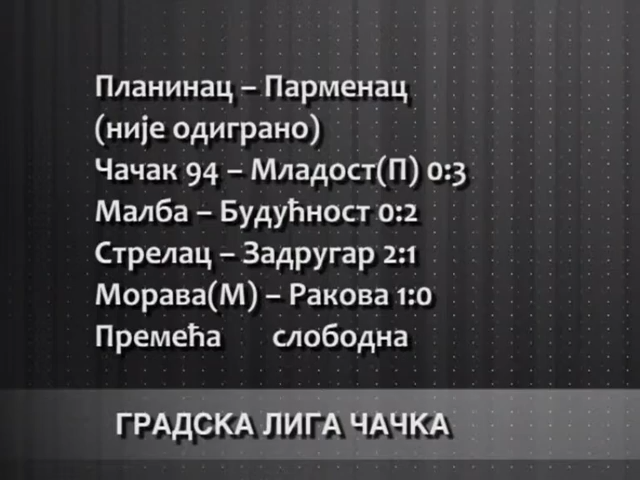 Планинац – Парменац
(није одиграно)
Чачак 94 – Младост(П) 0:3
Малба – Будућност 0:2
Стрелац – Задругар 2:1
Морава(М) – Ракова 1:0
Премећа слободна
ГРАДСКА ЛИГА ЧАЧКА